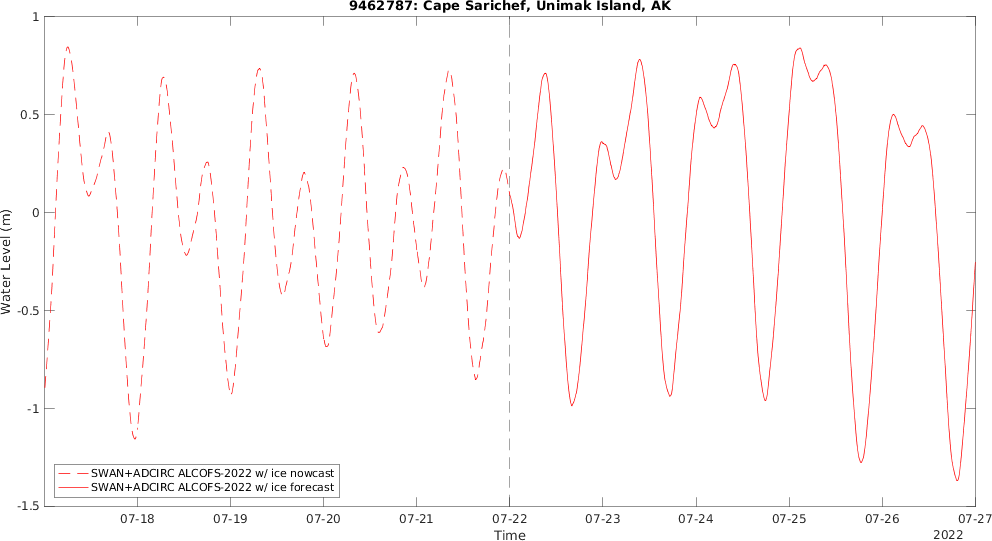 9462787: Cape Sarichef, Unimak Island, AK
1
0.5
0
-0.5
-1
-1.5
Water Level (m)
SWAN+ADCIRC ALCOFS-2022 w/ ice nowcast
SWAN+ADCIRC ALCOFS-2022 w/ ice forecast
07-18 07-19 07-20 07-21 07-22 07-23 07-24 07-25 07-26 07-27
Time
2022